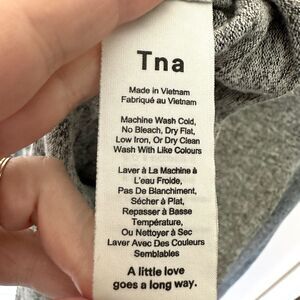 Tna
Made in Vietnam
Fabriqué au Vietnam
Machine Wash Cold,
No Bleach, Dry Flat,
Low Iron, Or Dry Clean
Wash With Like Colours
Laver à La Machine à
L'eau Froide,
Pas De Blanchiment,
Sécher à Plat,
Repasser à Basse
Température,
Ou Nettoyer à Sec
Laver Avec Des Couleurs
Semblables
A little love
goes a long way.